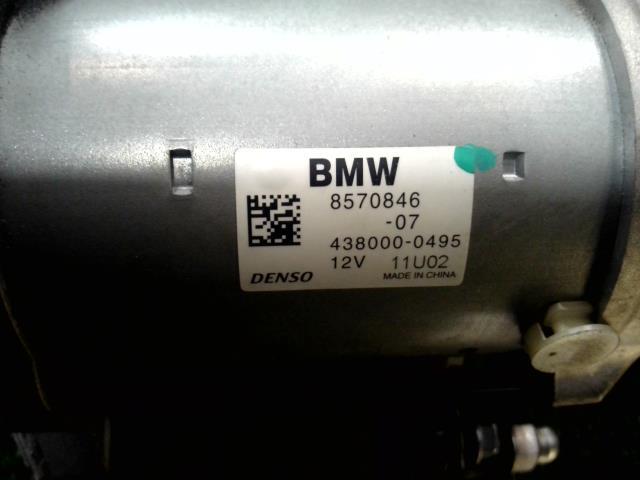 BMW
8570846
-07
438000-0495
12V 11U02
DENSO MADE IN CHINA